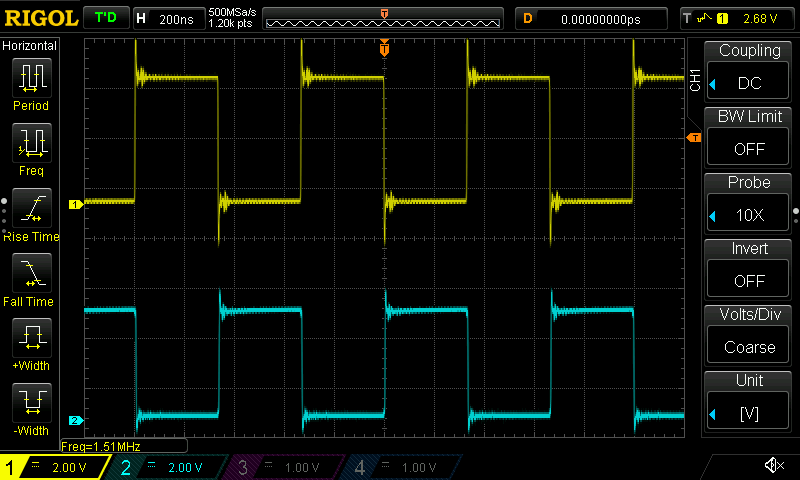 RIGOL T'D H 200ns 500MSa/s D 0.00000000ps T 1 2.68 V
1.20k pts
T
Horizontal
Period
Freq
Rise Time
Fall Time
+Width
-Width
T
1
2
T
CH1
Coupling
DC
BW Limit
OFF
Probe
10X
Invert
OFF
Volts/Div
Coarse
Unit
[V]
Freq=1.51MHz
1 = 2.00 V 2 = 2.00 V 3 = 1.00 V 4 = 1.00 V